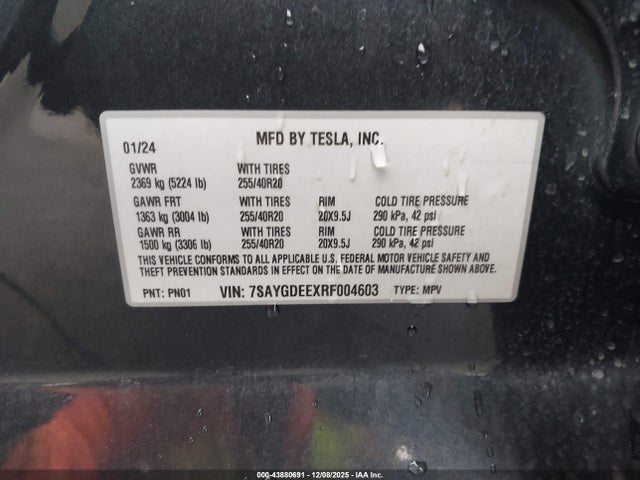 MFD BY TESLA, INC.
01/24
GVWR WITH TIRES
2369 kg (5224 lb) 255/40R20
GAWR FRT WITH TIRES RIM COLD TIRE PRESSURE
1363 kg (3004 lb) 255/40R20 20X9.5J 290 kPa, 42 psi
GAWR RR WITH TIRES RIM COLD TIRE PRESSURE
1500 kg (3306 lb) 255/40R20 20X9.5J 290 kPa, 42 psi
THIS VEHICLE CONFORMS TO ALL APPLICABLE U.S. FEDERAL MOTOR VEHICLE SAFETY AND
THEFT PREVENTION STANDARDS IN EFFECT ON THE DATE OF MANUFACTURE SHOWN ABOVE.
PNT: PN01 VIN: 7SAYGDEEXRF004603 TYPE: MPV
000-43880691 - 12/08/2025 - IAA Inc.